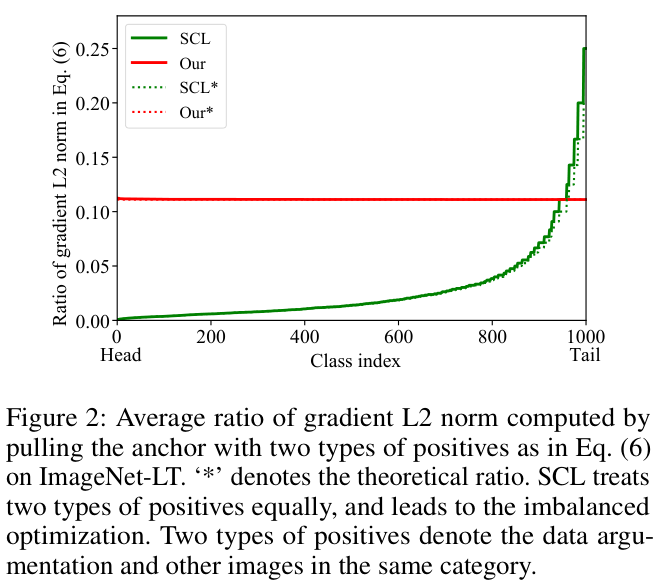 Ratio of gradient L2 norm in Eq. (6)
0.25
0.20
0.15
0.10
0.05
0.00
SCL
Our
SCL*
Our*
0 200 400 600 800 1000
Head Tail
Class index
Figure 2: Average ratio of gradient L2 norm computed by
pulling the anchor with two types of positives as in Eq. (6)
on ImageNet-LT. ‘*’ denotes the theoretical ratio. SCL treats
two types of positives equally, and leads to the imbalanced
optimization. Two types of positives denote the data argu-
mentation and other images in the same category.